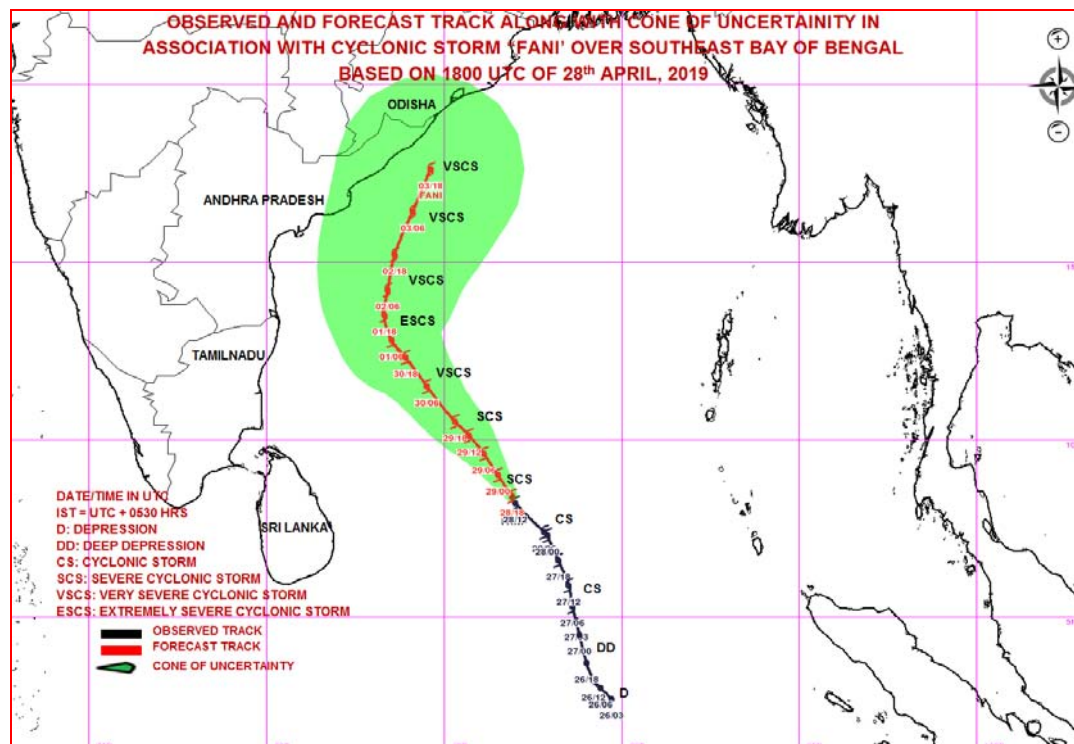 OBSERVED AND FORECAST TRACK ALONG WITH CONE OF UNCERTAINITY IN
ASSOCIATION WITH CYCLONIC STORM 'FANI' OVER SOUTHEAST BAY OF BENGAL
BASED ON 1800 UTC OF 28th APRIL, 2019
ODISHA
VSCS
03/18
FANI
ANDHRA PRADESH
VSCS
03/06
02/18
VSCS
02/06
ESCS
01/18
TAMILNADU
01/06
30/18
VSCS
30/06
SCS
29/18
29/12
29/06
SCS
29/00
28/18
28/12
CS
28/00
SRI LANKA
27/18
CS
27/12
27/06
27/03
DD
27/00
26/18
D
26/12
26/06
26/03
DATE/TIME IN UTC
IST = UTC + 0530 HRS
D: DEPRESSION
DD: DEEP DEPRESSION
CS: CYCLONIC STORM
SCS: SEVERE CYCLONIC STORM
VSCS: VERY SEVERE CYCLONIC STORM
ESCS: EXTREMELY SEVERE CYCLONIC STORM
OBSERVED TRACK
FORECAST TRACK
CONE OF UNCERTAINTY